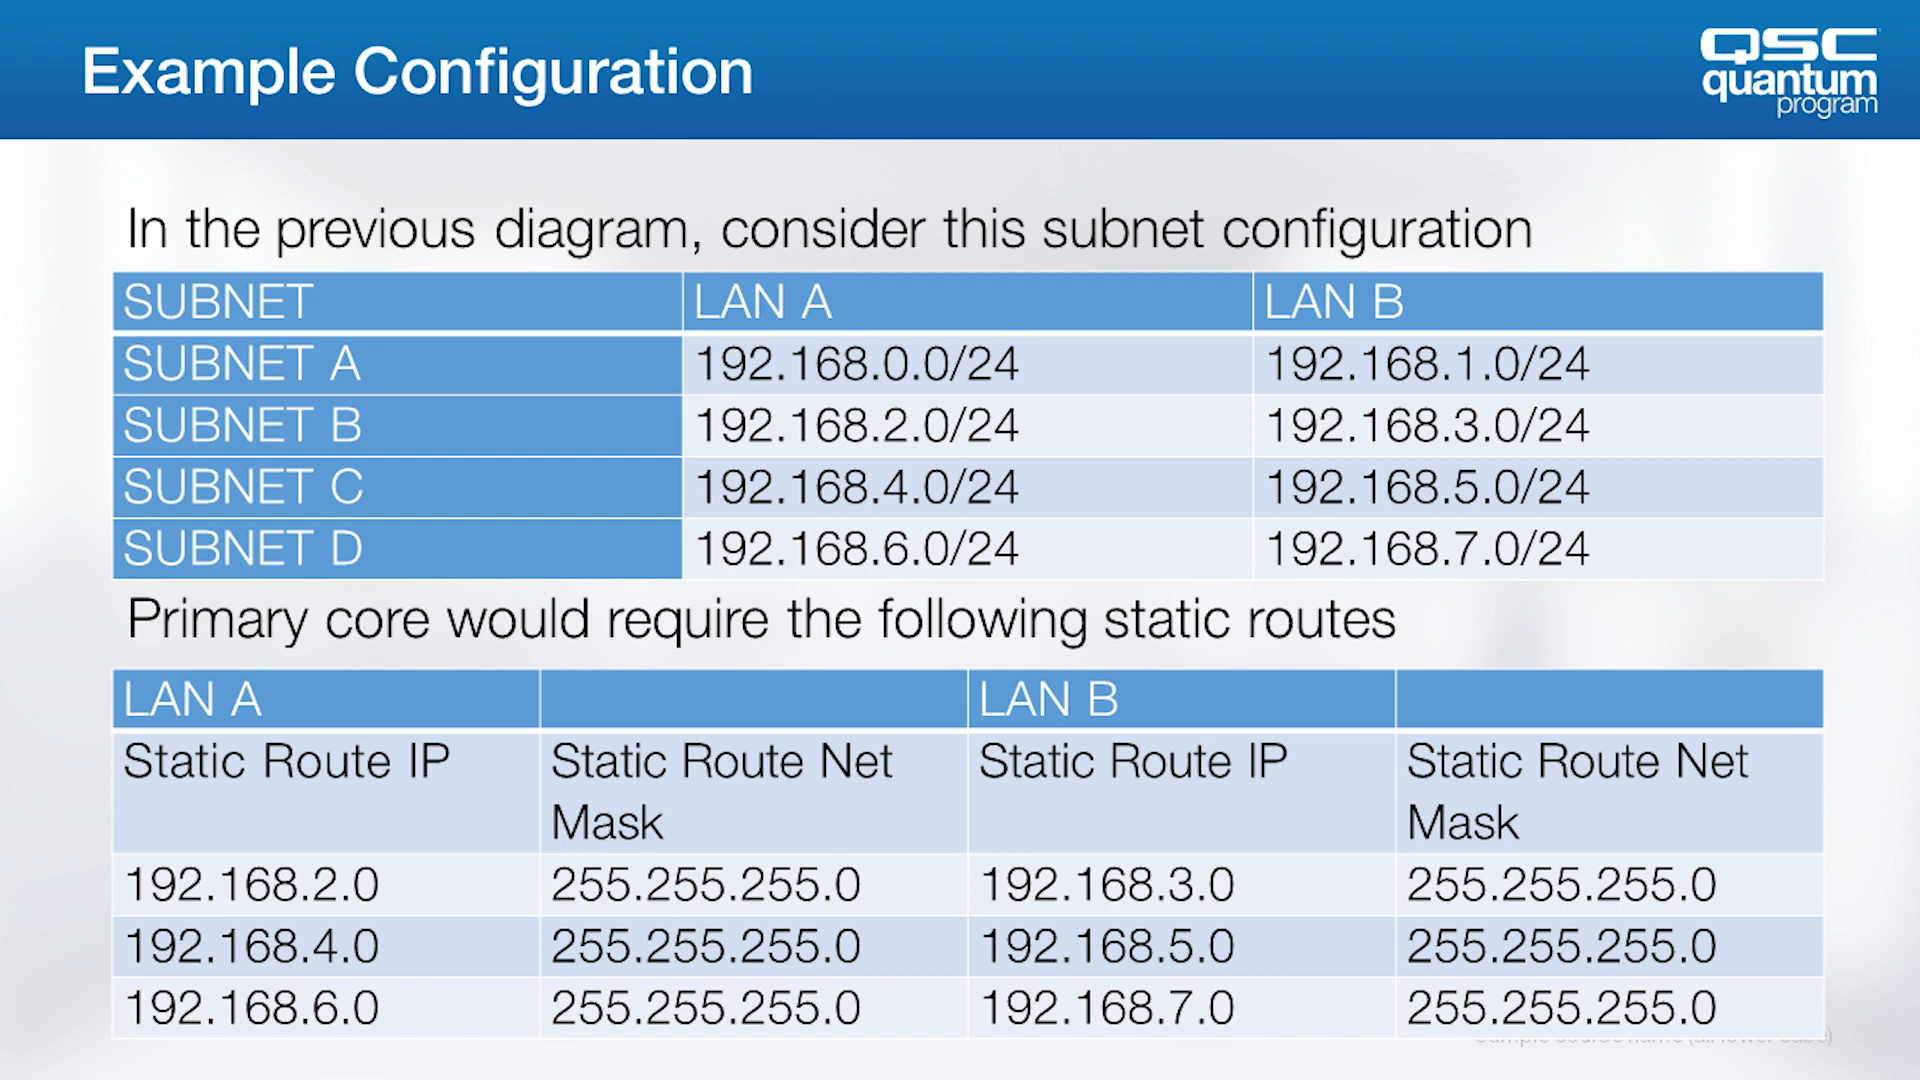 Example Configuration
QSC
quantum
program
In the previous diagram, consider this subnet configuration
SUBNET LAN A LAN B
SUBNET A 192.168.0.0/24 192.168.1.0/24
SUBNET B 192.168.2.0/24 192.168.3.0/24
SUBNET C 192.168.4.0/24 192.168.5.0/24
SUBNET D 192.168.6.0/24 192.168.7.0/24
Primary core would require the following static routes
LAN A LAN B
Static Route IP Static Route Net Mask Static Route IP Static Route Net Mask
192.168.2.0 255.255.255.0 192.168.3.0 255.255.255.0
192.168.4.0 255.255.255.0 192.168.5.0 255.255.255.0
192.168.6.0 255.255.255.0 192.168.7.0 255.255.255.0